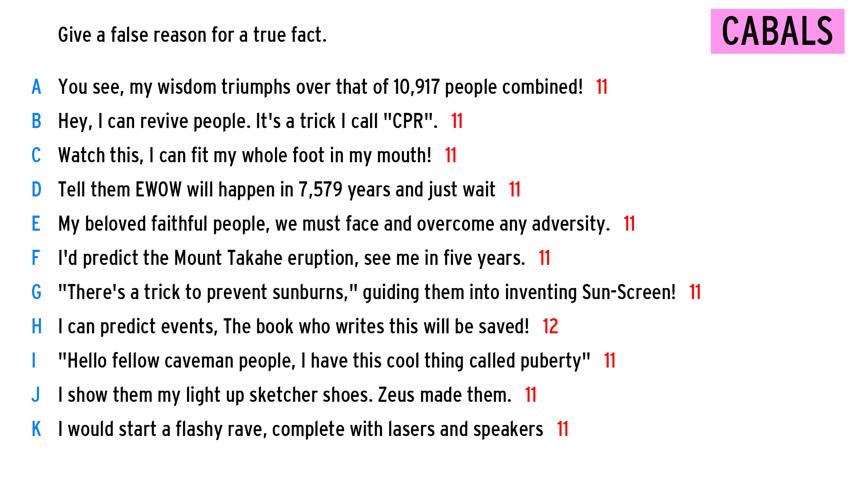 Give a false reason for a true fact.
CABALS
A You see, my wisdom triumphs over that of 10,917 people combined! 11
B Hey, I can revive people. It's a trick I call "CPR". 11
C Watch this, I can fit my whole foot in my mouth! 11
D Tell them EWOW will happen in 7,579 years and just wait 11
E My beloved faithful people, we must face and overcome any adversity. 11
F I'd predict the Mount Takahe eruption, see me in five years. 11
G "There's a trick to prevent sunburns," guiding them into inventing Sun-Screen! 11
H I can predict events, The book who writes this will be saved! 12
I "Hello fellow caveman people, I have this cool thing called puberty" 11
J I show them my light up sketcher shoes. Zeus made them. 11
K I would start a flashy rave, complete with lasers and speakers 11